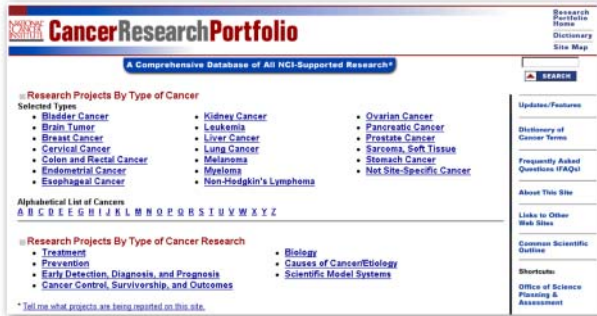 NATIONAL CANCER INSTITUTE
CancerResearchPortfolio
Research Portfolio Home
Dictionary
Site Map
A Comprehensive Database of All NCI-Supported Research*
SEARCH
Research Projects By Type of Cancer
Selected Types
• Bladder Cancer
• Brain Tumor
• Breast Cancer
• Cervical Cancer
• Colon and Rectal Cancer
• Endometrial Cancer
• Esophageal Cancer
• Kidney Cancer
• Leukemia
• Liver Cancer
• Lung Cancer
• Melanoma
• Myeloma
• Non-Hodgkin's Lymphoma
• Ovarian Cancer
• Pancreatic Cancer
• Prostate Cancer
• Sarcoma, Soft Tissue
• Stomach Cancer
• Not Site-Specific Cancer
Alphabetical List of Cancers
A B C D E F G H I J K L M N O P Q R S T U V W X Y Z
Research Projects By Type of Cancer Research
• Treatment
• Prevention
• Early Detection, Diagnosis, and Prognosis
• Cancer Control, Survivership, and Outcomes
• Biology
• Causes of Cancer/Etiology
• Scientific Model Systems
* Tell me what projects are being reported on this site.
Updates/Features
Dictionary of
Cancer Terms
Frequently Asked
Questions (FAQs)
About This Site
Links to Other
Web Sites
Common Scientific
Outline
Shortcuts:
Office of Science
Planning &
Assessment